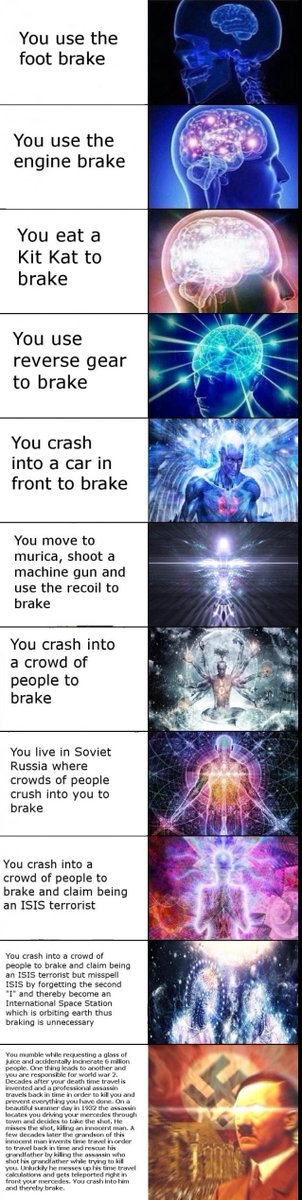 You use the
foot brake
You use the
engine brake
You eat a
Kit Kat to
brake
You use
reverse gear
to brake
You crash
into a car in
front to brake
You move to
murica, shoot a
machine gun and
use the recoil to
brake
You crash into
a crowd of
people to
brake
You live in Soviet
Russia where
crowds of people
crush into you to
brake
You crash into a
crowd of people to
brake and claim being
an ISIS terrorist
You crash into a crowd of
people to brake and claim being
an ISIS terrorist but misspell
ISIS by forgetting the second
"I" and thereby become an
International Space Station
which is orbiting earth thus
braking is unnecessary
You mumble while requesting a glass of
juice and accidentally incinerate 6 million
people. One thing leads to another and
you are responsible for world war 2.
Decades after your death time travel is
invented and a professional assassin
travels back in time in order to kill you and
prevent everything you have done. On a
beautiful summer day in 1932 the assassin
locates you driving your mercedes through
town and decides to take the shot. He
misses the shot, killing an innocent man. A
few decades later the grandson of this
innocent man invents time travel in order
to travel back in time and rescue his
grandfather by killing the assassin who
shot his grandfather while trying to kill
you. Unluckily he messes up his time travel
calculations and gets teleported right in
front your mercedes. You crash into him
and thereby brake.